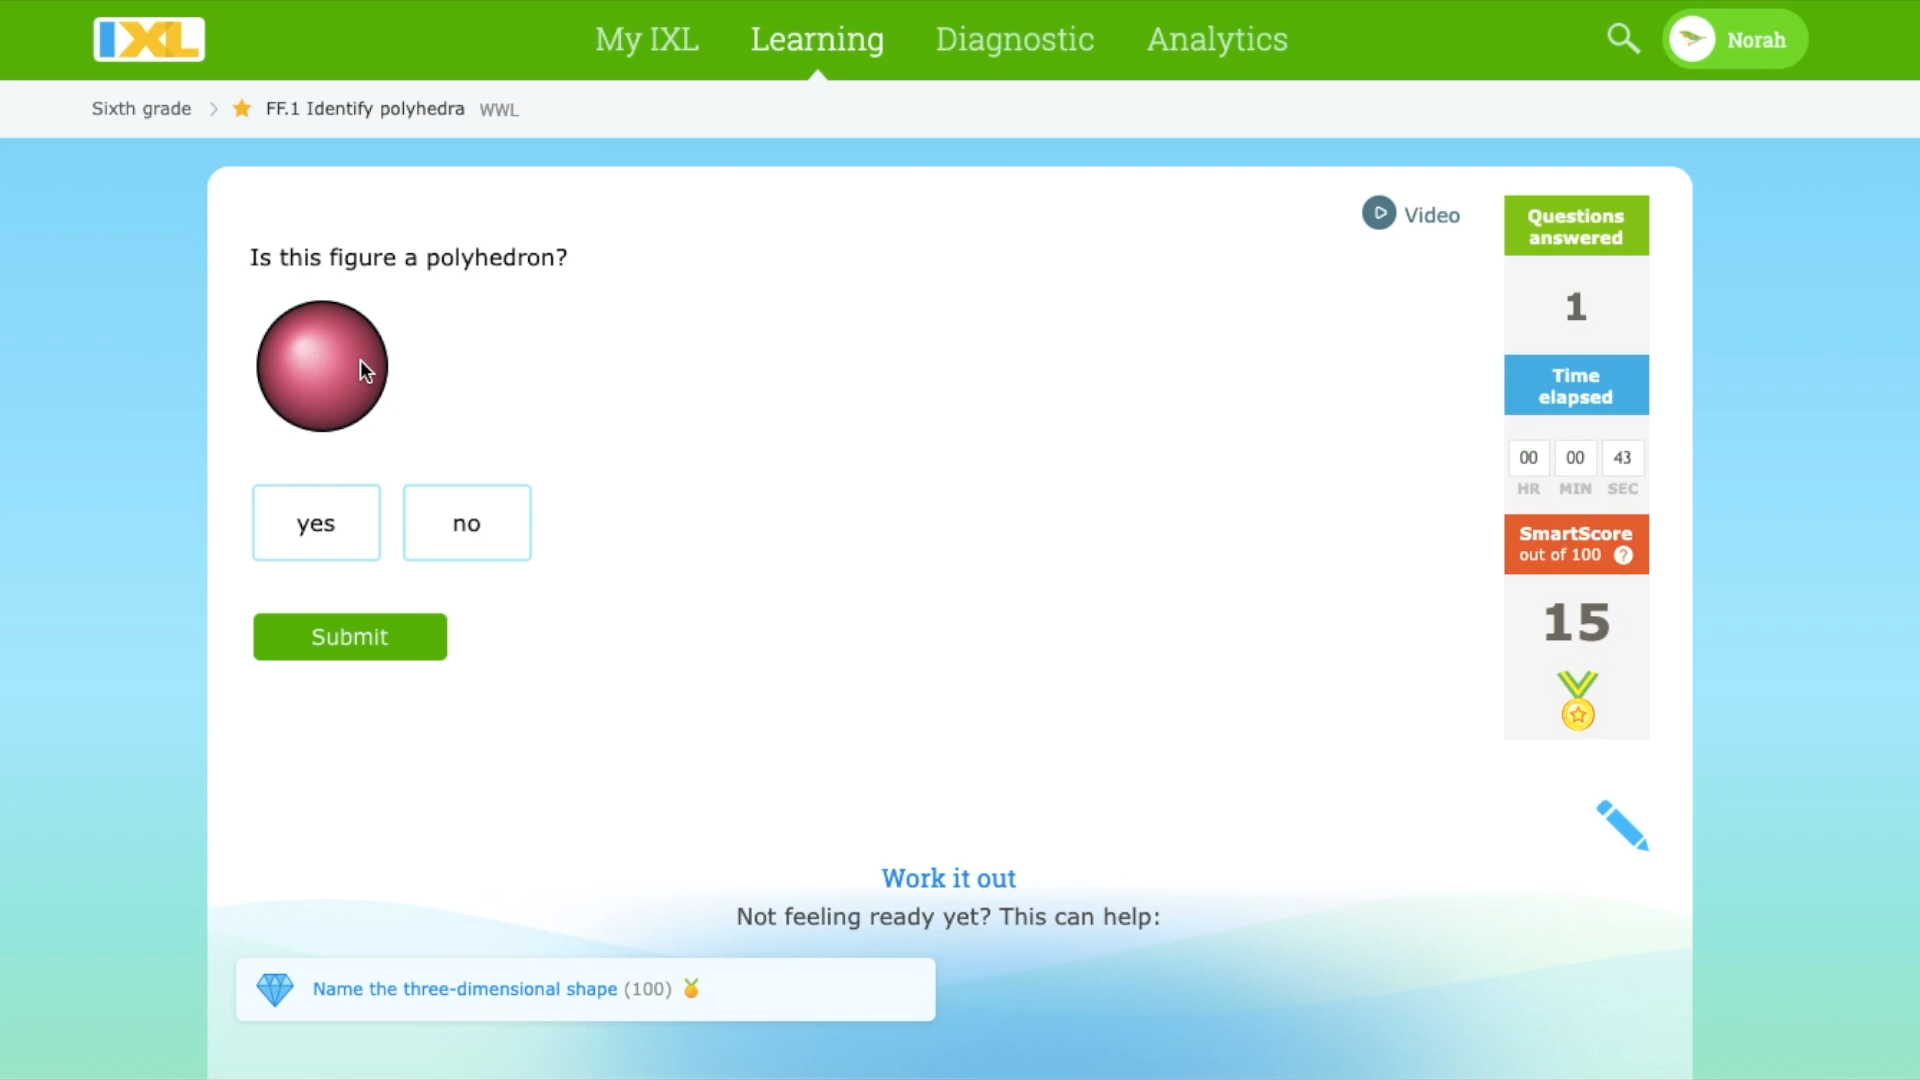 IXL
My IXL
Learning
Diagnostic
Analytics
Norah
Sixth grade
FF.1 Identify polyhedra WWL
Video
Is this figure a polyhedron?
yes
no
Submit
Questions
answered
1
Time
elapsed
00 00 43
HR MIN SEC
SmartScore
out of 100 ?
15
Work it out
Not feeling ready yet? This can help:
Name the three-dimensional shape (100)